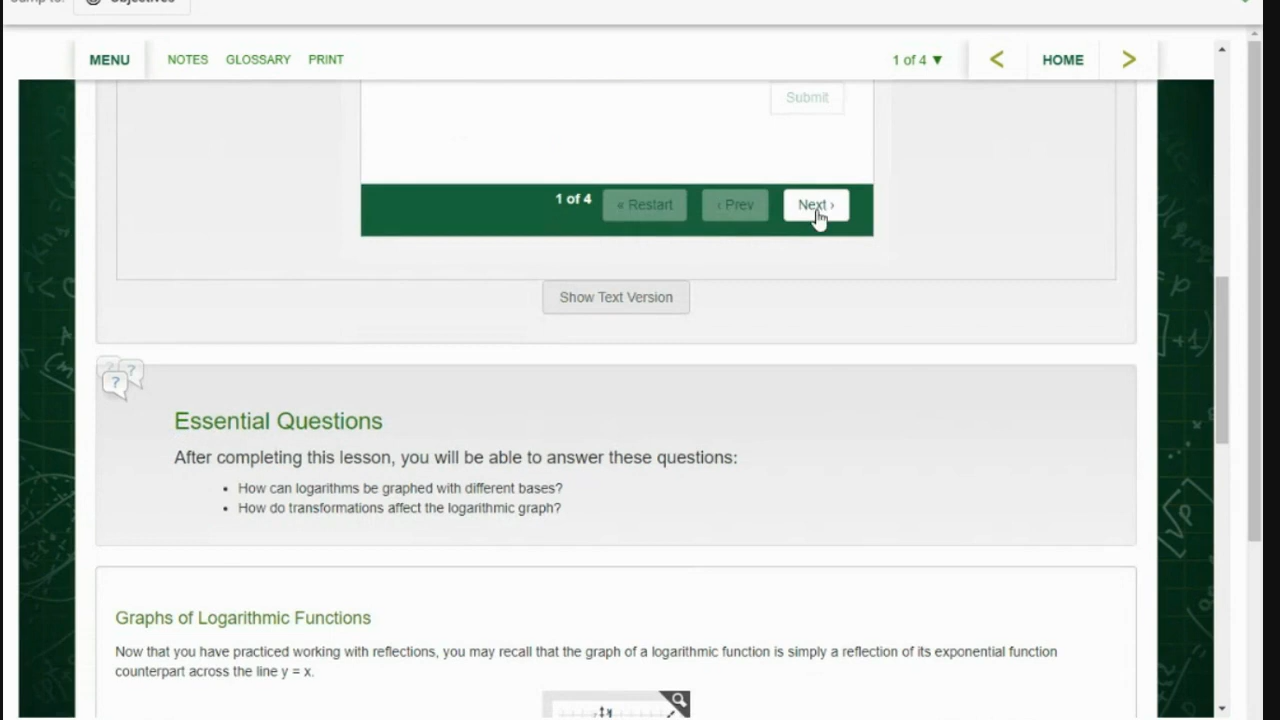 Jump to: Objectives
MENU NOTES GLOSSARY PRINT 1 of 4 ▼ < HOME >
Submit
1 of 4 « Restart ‹ Prev Next ›
Show Text Version
? ?
Essential Questions
After completing this lesson, you will be able to answer these questions:
• How can logarithms be graphed with different bases?
• How do transformations affect the logarithmic graph?
Graphs of Logarithmic Functions
Now that you have practiced working with reflections, you may recall that the graph of a logarithmic function is simply a reflection of its exponential function
counterpart across the line y = x.